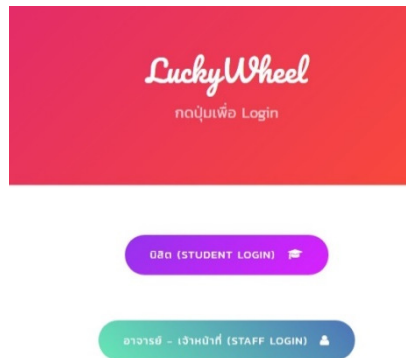 LuckyWheel
กดปุ่มเพื่อ Login
นิสิต (STUDENT LOGIN)
อาจารย์ - เจ้าหน้าที่ (STAFF LOGIN)